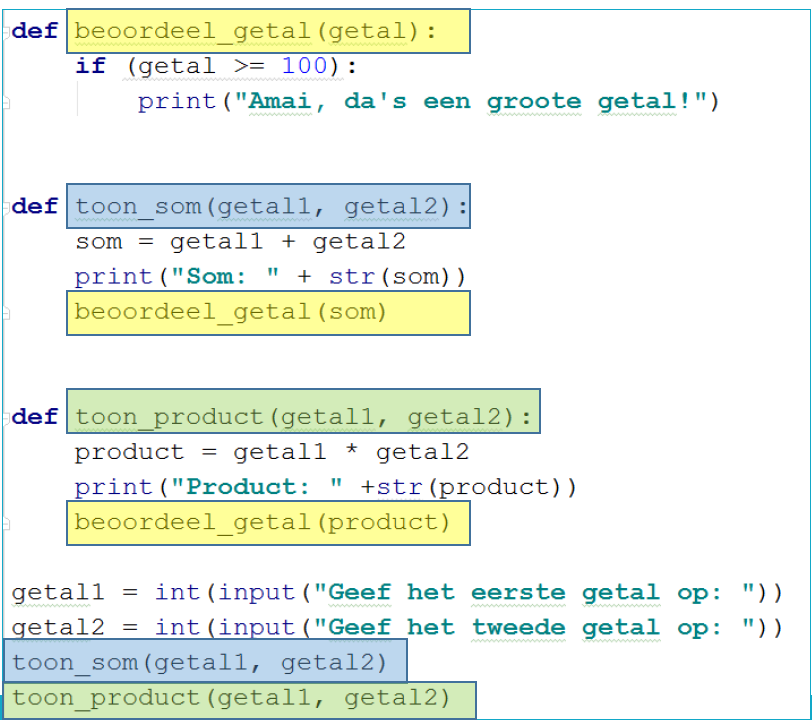 def beoordeel_getal(getal):
    if (getal >= 100):
        print("Amai, da's een groote getal!")
def toon_som(getal1, getal2):
    som = getal1 + getal2
    print("Som: " + str(som))
    beoordeel_getal(som)
def toon_product(getal1, getal2):
    product = getal1 * getal2
    print("Product: " +str(product))
    beoordeel_getal(product)
getal1 = int(input("Geef het eerste getal op: "))
getal2 = int(input("Geef het tweede getal op: "))
toon_som(getal1, getal2)
toon_product(getal1, getal2)